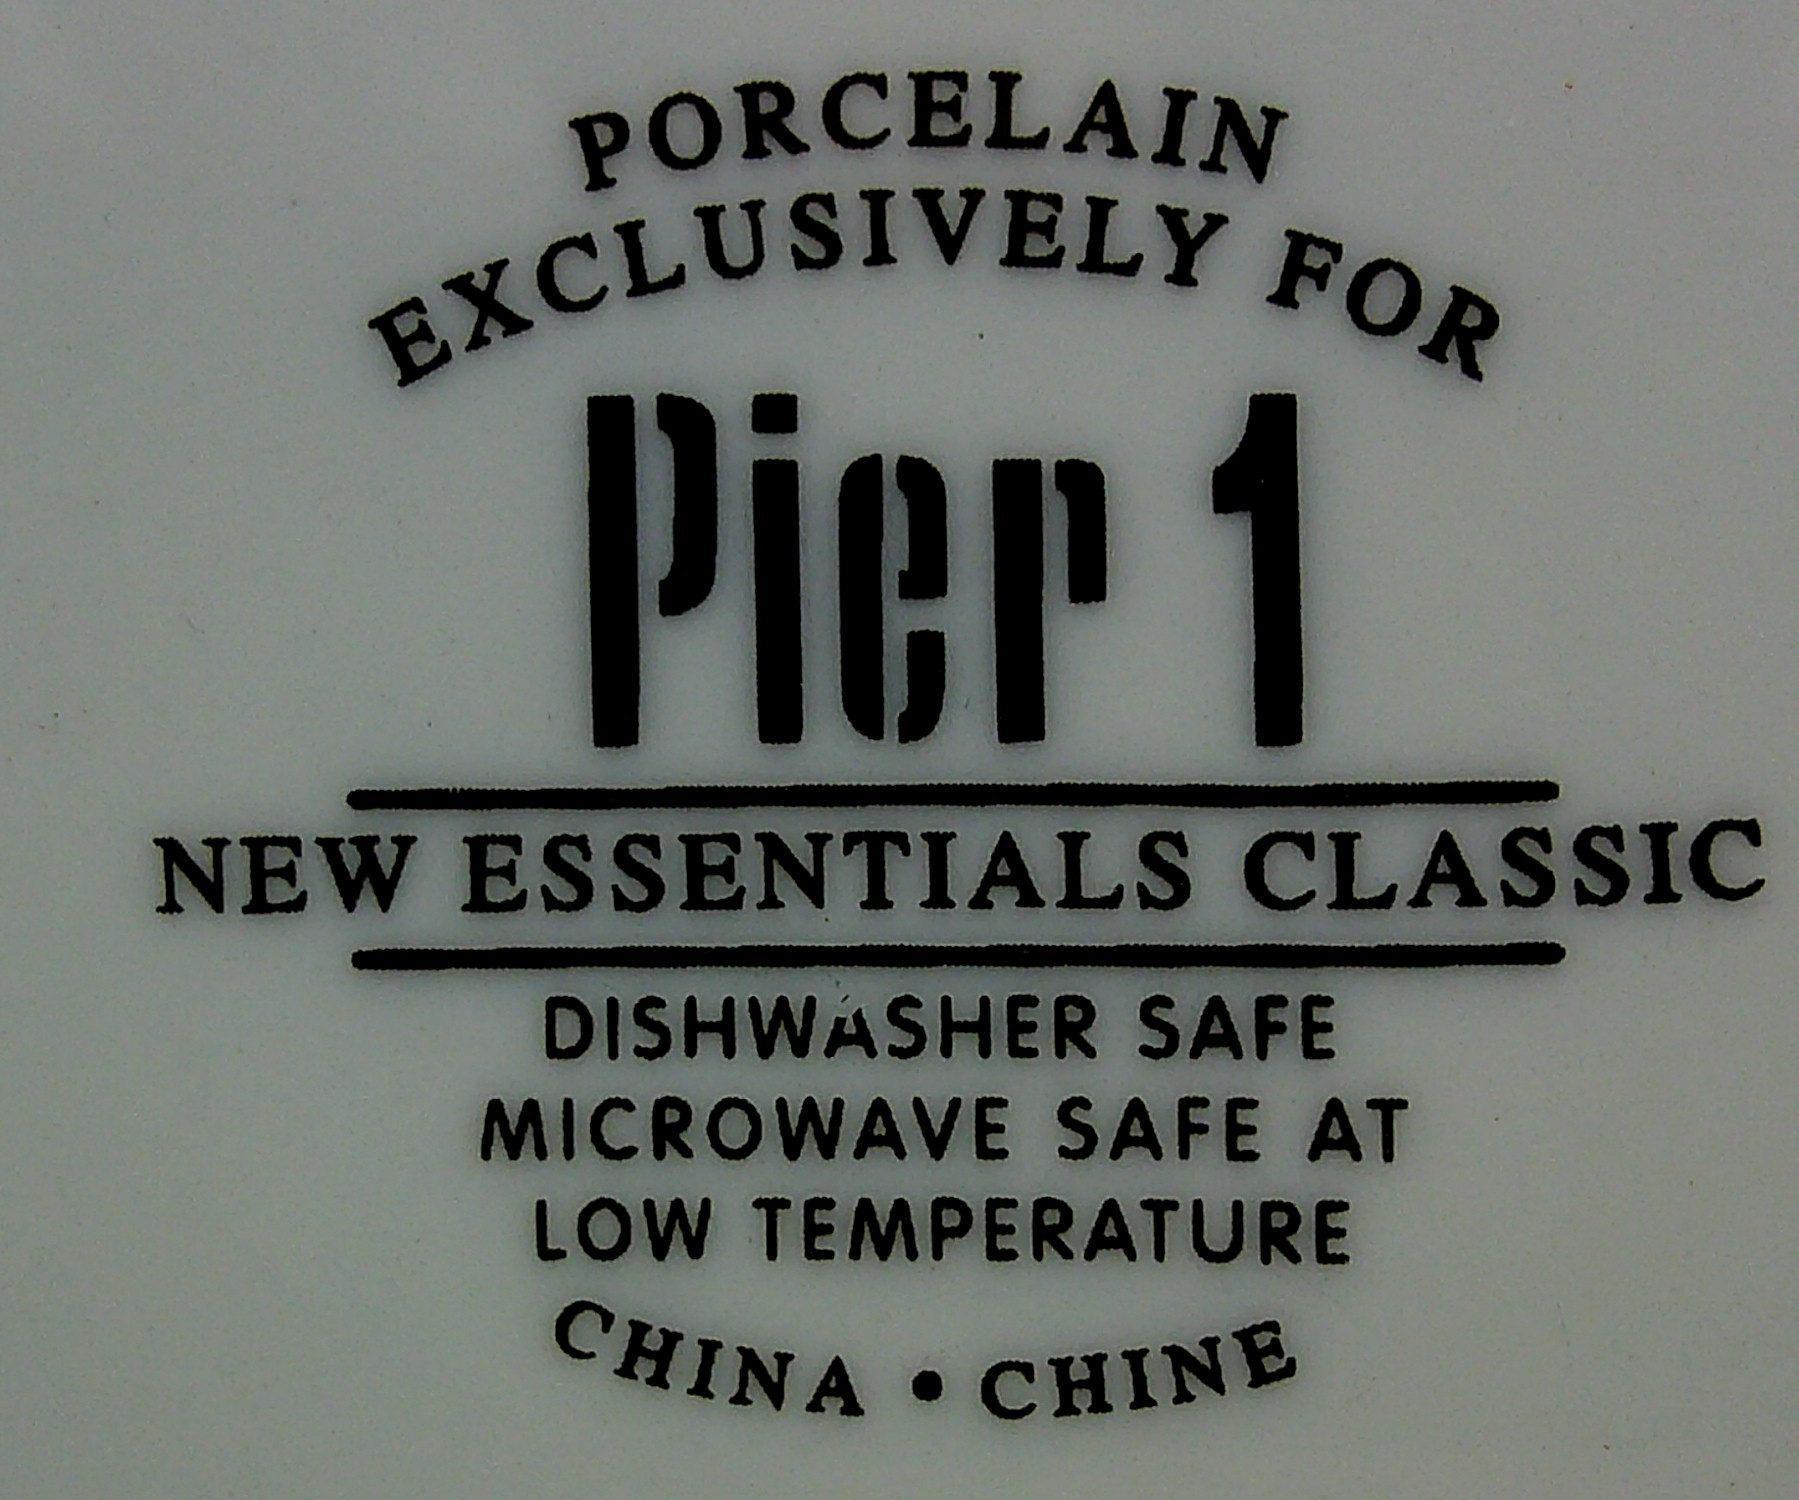 PORCELAIN
EXCLUSIVELY FOR
Pier 1
NEW ESSENTIALS CLASSIC
DISHWASHER SAFE
MICROWAVE SAFE AT
LOW TEMPERATURE
CHINA • CHINE